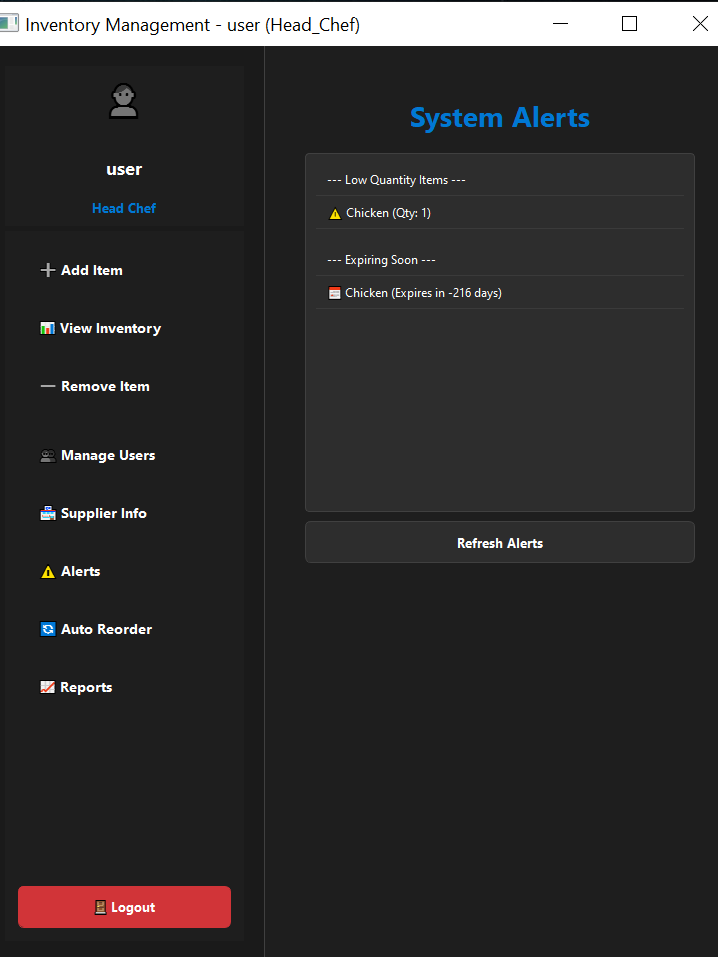 Inventory Management - user (Head_Chef)
user
Head Chef
Add Item
View Inventory
Remove Item
Manage Users
Supplier Info
Alerts
Auto Reorder
Reports
Logout
System Alerts
--- Low Quantity Items ---
Chicken (Qty: 1)
--- Expiring Soon ---
Chicken (Expires in -216 days)
Refresh Alerts